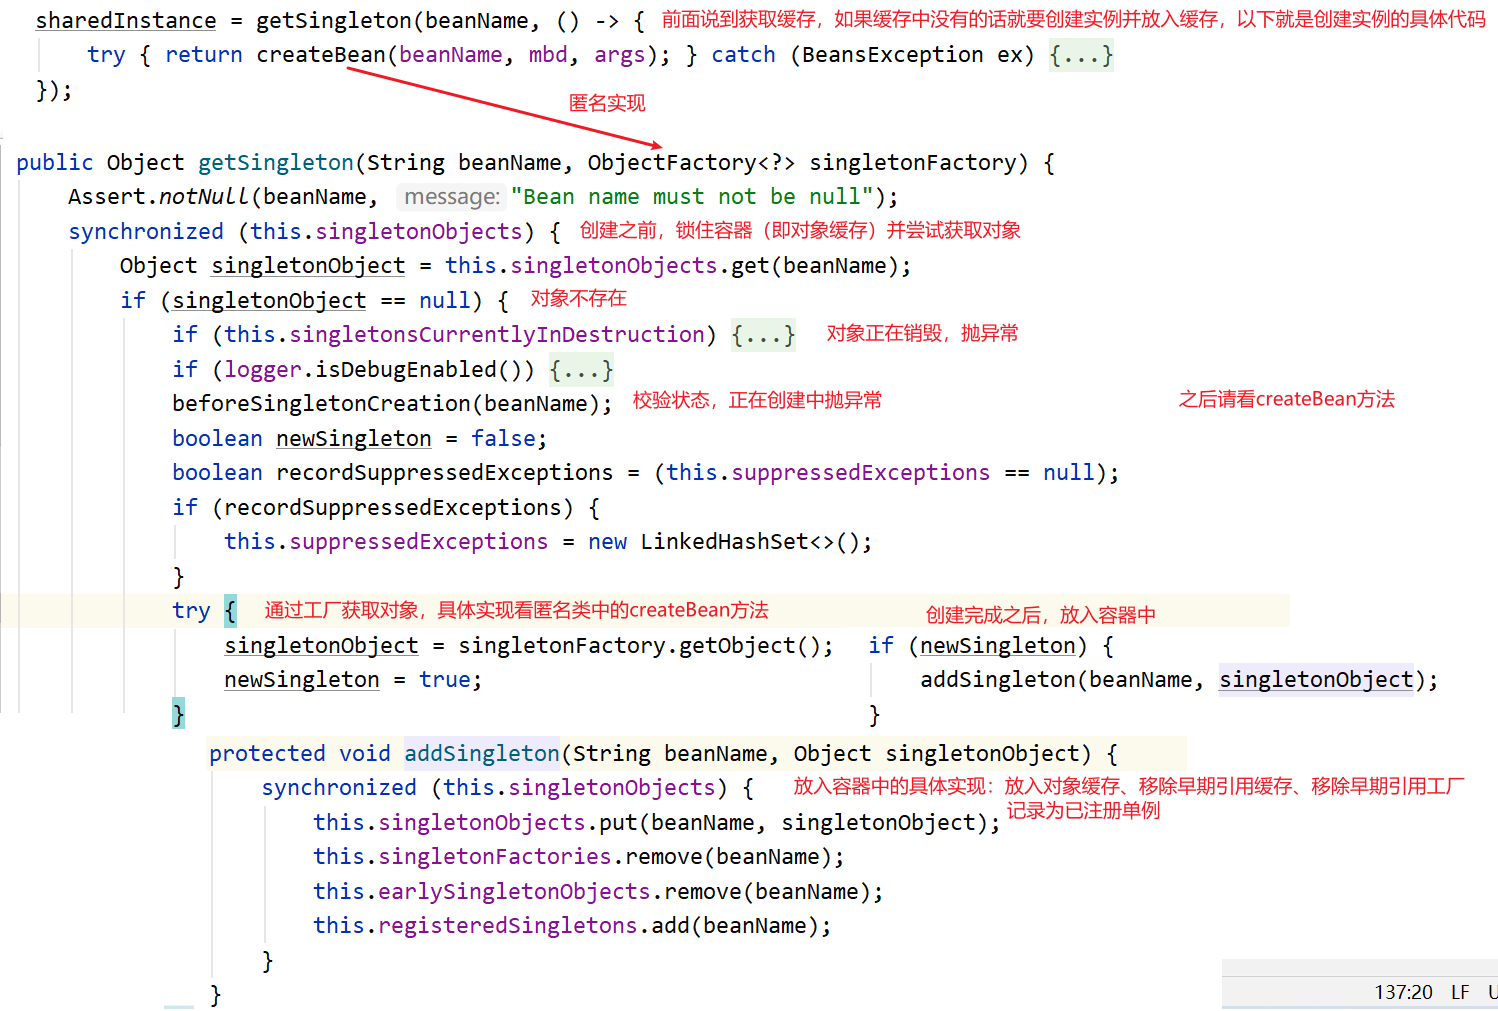 sharedInstance = getSingleton(beanName, () -> { 前面说到获取缓存，如果缓存中没有的话就要创建实例并放入缓存，以下就是创建实例的具体代码
try { return createBean(beanName, mbd, args); } catch (BeansException ex) {...}
});
匿名实现
public Object getSingleton(String beanName, ObjectFactory<?> singletonFactory) {
Assert.notNull(beanName, message: "Bean name must not be null");
synchronized (this.singletonObjects) { 创建之前，锁住容器（即对象缓存）并尝试获取对象
Object singletonObject = this.singletonObjects.get(beanName);
if (singletonObject == null) { 对象不存在
if (this.singletonsCurrentlyInDestruction) {...} 对象正在销毁，抛异常
if (logger.isDebugEnabled()) {...}
beforeSingletonCreation(beanName); 校验状态，正在创建中抛异常 之后请看createBean方法
boolean newSingleton = false;
boolean recordSuppressedExceptions = (this.suppressedExceptions == null);
if (recordSuppressedExceptions) {
this.suppressedExceptions = new LinkedHashSet<>();
}
try { 通过工厂获取对象，具体实现看匿名类中的createBean方法 创建完成之后，放入容器中
singletonObject = singletonFactory.getObject(); if (newSingleton) {
newSingleton = true; addSingleton(beanName, singletonObject);
} }
protected void addSingleton(String beanName, Object singletonObject) {
synchronized (this.singletonObjects) { 放入容器中的具体实现：放入对象缓存、移除早期引用缓存、移除早期引用工厂
记录为已注册单例
this.singletonObjects.put(beanName, singletonObject);
this.singletonFactories.remove(beanName);
this.earlySingletonObjects.remove(beanName);
this.registeredSingletons.add(beanName);
}
}
137:20 LF